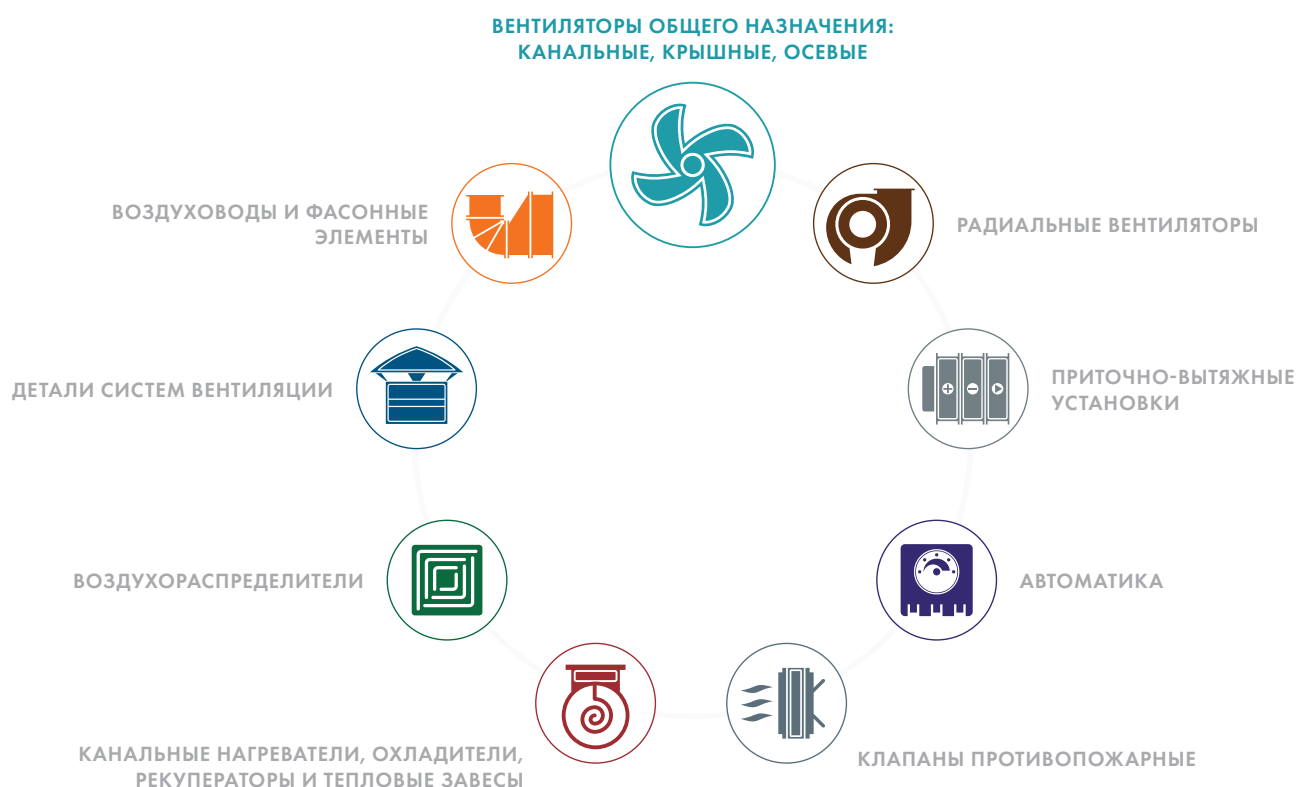 ВЕНТИЛЯТОРЫ ОБЩЕГО НАЗНАЧЕНИЯ:
КАНАЛЬНЫЕ, КРЫШНЫЕ, ОСЕВЫЕ
ВОЗДУХОВОДЫ И ФАСОННЫЕ
ЭЛЕМЕНТЫ
РАДИАЛЬНЫЕ ВЕНТИЛЯТОРЫ
ДЕТАЛИ СИСТЕМ ВЕНТИЛЯЦИИ
ПРИТОЧНО-ВЫТЯЖНЫЕ
УСТАНОВКИ
ВОЗДУХОРАСПРЕДЕЛИТЕЛИ
АВТОМАТИКА
КАНАЛЬНЫЕ НАГРЕВАТЕЛИ, ОХЛАДИТЕЛИ,
РЕКУПЕРАТОРЫ И ТЕПЛОВЫЕ ЗАВЕСЫ
КЛАПАНЫ ПРОТИВОПОЖАРНЫЕ